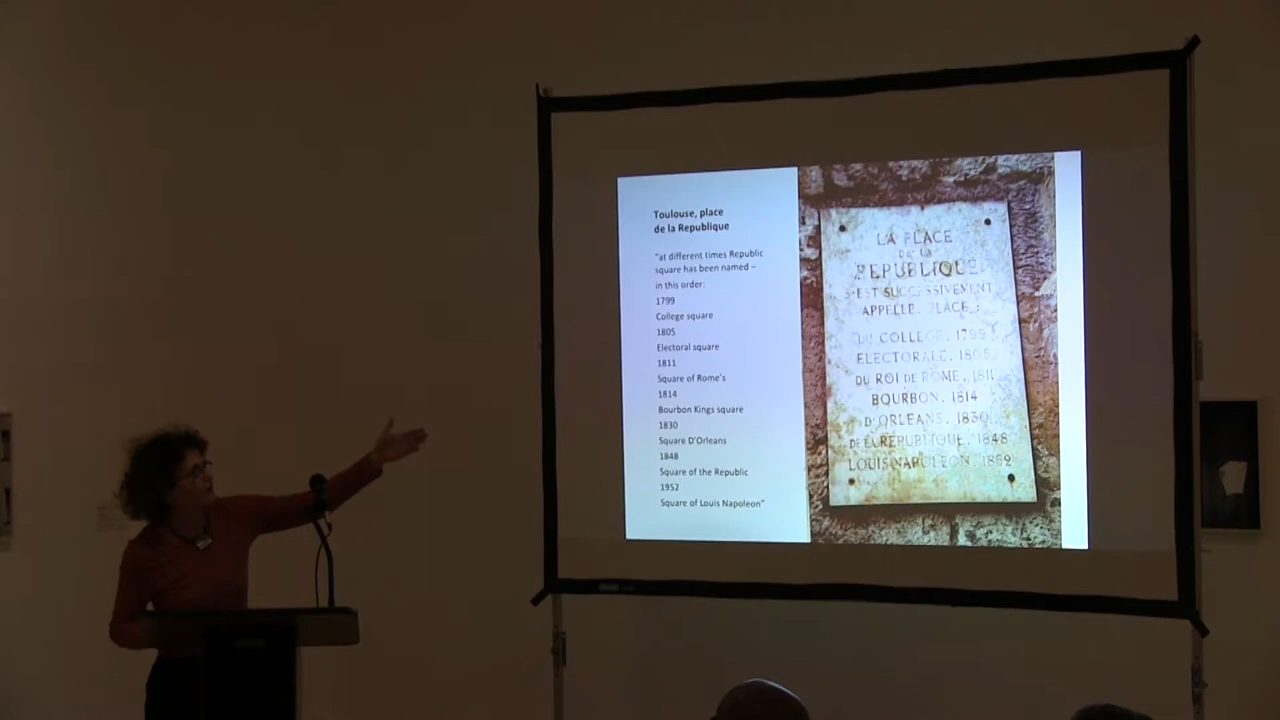 Toulouse, place
de la Republique
"at different times Republic
square has been named –
in this order:
1799
College square
1805
Electoral square
1811
Square of Rome's
1814
Bourbon Kings square
1830
Square D'Orleans
1848
Square of the Republic
1952
Square of Louis Napoleon"
LA PLACE
DE LA
REPUBLIQUE
S'EST SUCCESSIVEMENT
APPELLE. PLACE :
DU COLLEGE. 1799
ELECTORALE. 1805
DU ROI DE ROME. 1811
BOURBON. 1814
D'ORLEANS. 1830
DE LA REPUBLIQUE. 1848
LOUIS NAPOLEON. 1852